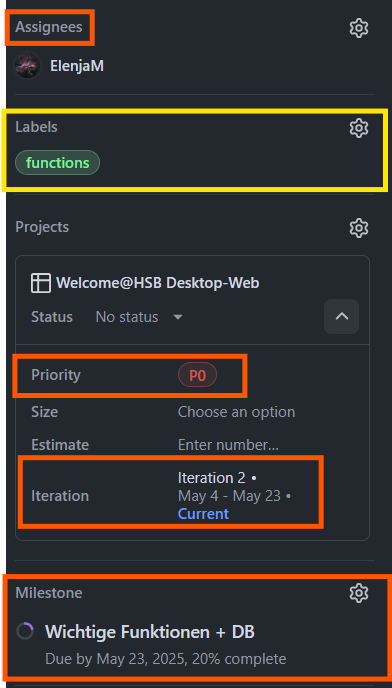 Assignees
ElenjaM
Labels
functions
Projects
Welcome@HSB Desktop-Web
Status No status
Priority P0
Size Choose an option
Estimate Enter number...
Iteration 2 •
Iteration May 4 - May 23 •
Current
Milestone
Wichtige Funktionen + DB
Due by May 23, 2025, 20% complete